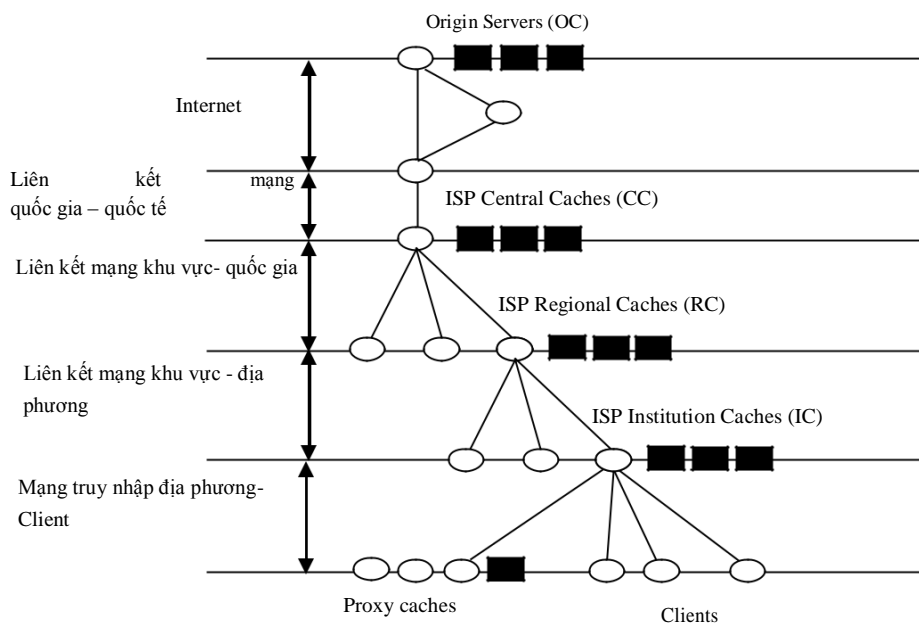 Origin Servers (OC)
Internet
Liên kết mạng
quốc gia – quốc tế
ISP Central Caches (CC)
Liên kết mạng khu vực- quốc gia
ISP Regional Caches (RC)
Liên kết mạng khu vực - địa
phương
ISP Institution Caches (IC)
Mạng truy nhập địa phương-
Client
Proxy caches
Clients